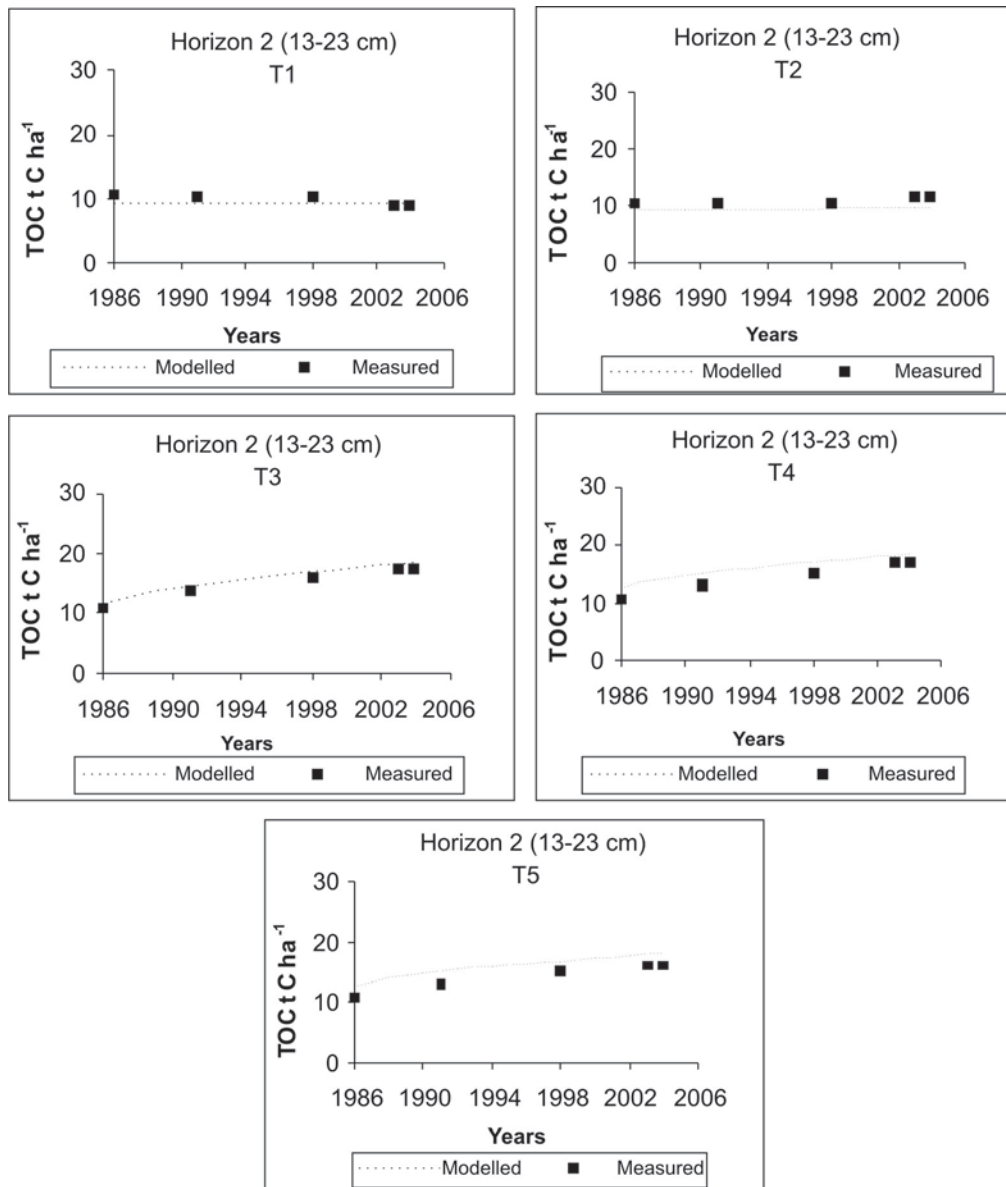 Horizon 2 (13-23 cm)
T1
TOC t C ha-1
30
20
10
0
1986 1990 1994 1998 2002 2006
Years
Modelled Measured
Horizon 2 (13-23 cm)
T2
TOC t C ha-1
30
20
10
0
1986 1990 1994 1998 2002 2006
Years
Modelled Measured
Horizon 2 (13-23 cm)
T3
TOC t C ha-1
30
20
10
0
1986 1990 1994 1998 2002 2006
Years
Modelled Measured
Horizon 2 (13-23 cm)
T4
TOC t C ha-1
30
20
10
0
1986 1990 1994 1998 2002 2006
Years
Modelled Measured
Horizon 2 (13-23 cm)
T5
TOC t C ha-1
30
20
10
0
1986 1990 1994 1998 2002 2006
Years
Modelled Measured